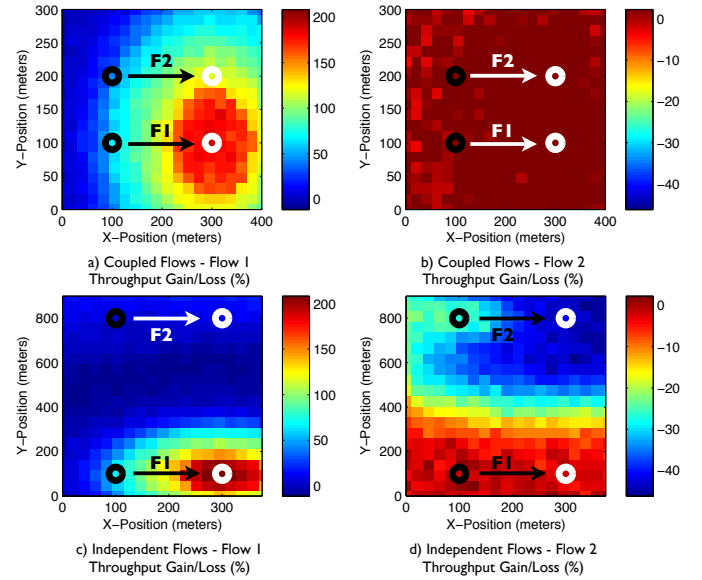 300
250
200
150
100
50
0
Y-Position (meters)
F2
F1
0 100 200 300 400
X-Position (meters)
200
150
100
50
0
a) Coupled Flows - Flow 1
Throughput Gain/Loss (%)
300
250
200
150
100
50
0
Y-Position (meters)
F2
F1
0 100 200 300 400
X-Position (meters)
0
-10
-20
-30
-40
b) Coupled Flows - Flow 2
Throughput Gain/Loss (%)
800
600
400
200
0
Y-Position (meters)
F2
F1
0 100 200 300
X-Position (meters)
200
150
100
50
0
c) Independent Flows - Flow 1
Throughput Gain/Loss (%)
800
600
400
200
0
Y-Position (meters)
F2
F1
0 100 200 300
X-Position (meters)
0
-10
-20
-30
-40
d) Independent Flows - Flow 2
Throughput Gain/Loss (%)